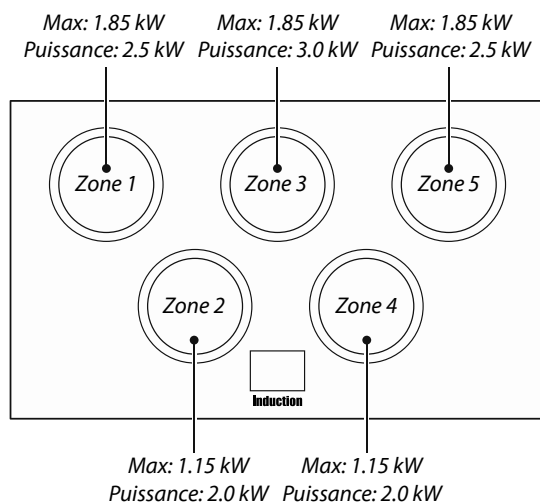 Max: 1.85 kW
Puissance: 2.5 kW
Max: 1.85 kW
Puissance: 3.0 kW
Max: 1.85 kW
Puissance: 2.5 kW
Zone 1
Zone 3
Zone 5
Zone 2
Zone 4
Induction
Max: 1.15 kW
Puissance: 2.0 kW
Max: 1.15 kW
Puissance: 2.0 kW